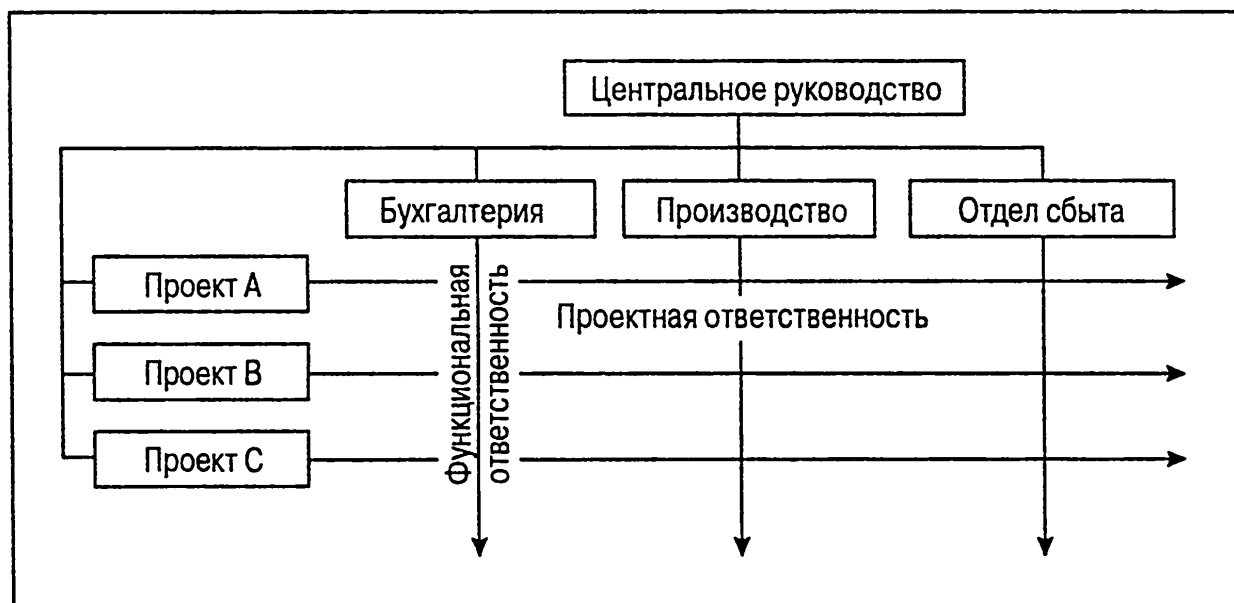 Центральное руководство
Бухгалтерия
Производство
Отдел сбыта
Проект А
Функциональная
ответственность
Проектная ответственность
Проект В
Проект С